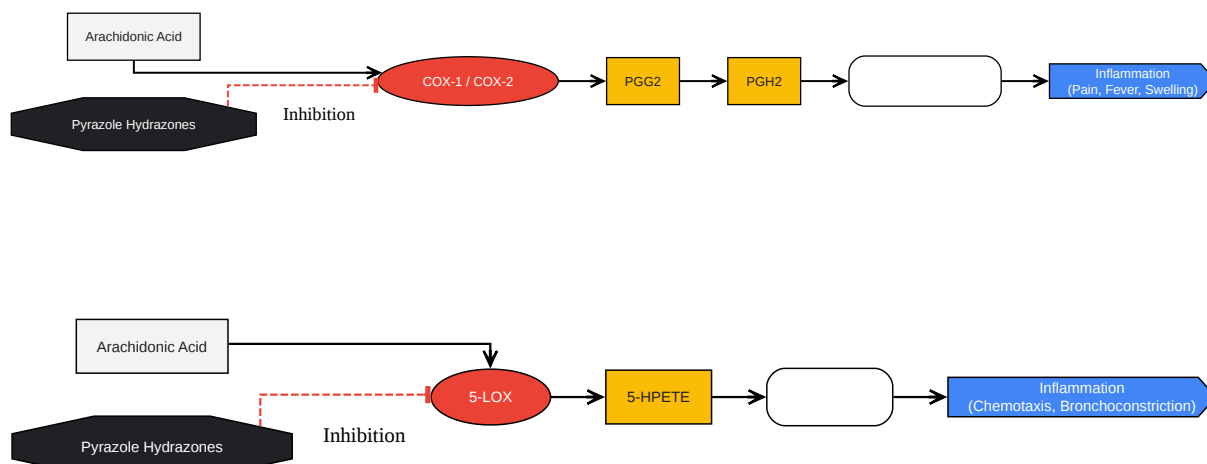 Arachidonic Acid
COX-1 / COX-2
PGG2
PGH2
Inflammation
(Pain, Fever, Swelling)
Inhibition
Pyrazole Hydrazones
Arachidonic Acid
5-LOX
5-HPETE
Inflammation
(Chemotaxis, Bronchoconstriction)
Inhibition
Pyrazole Hydrazones